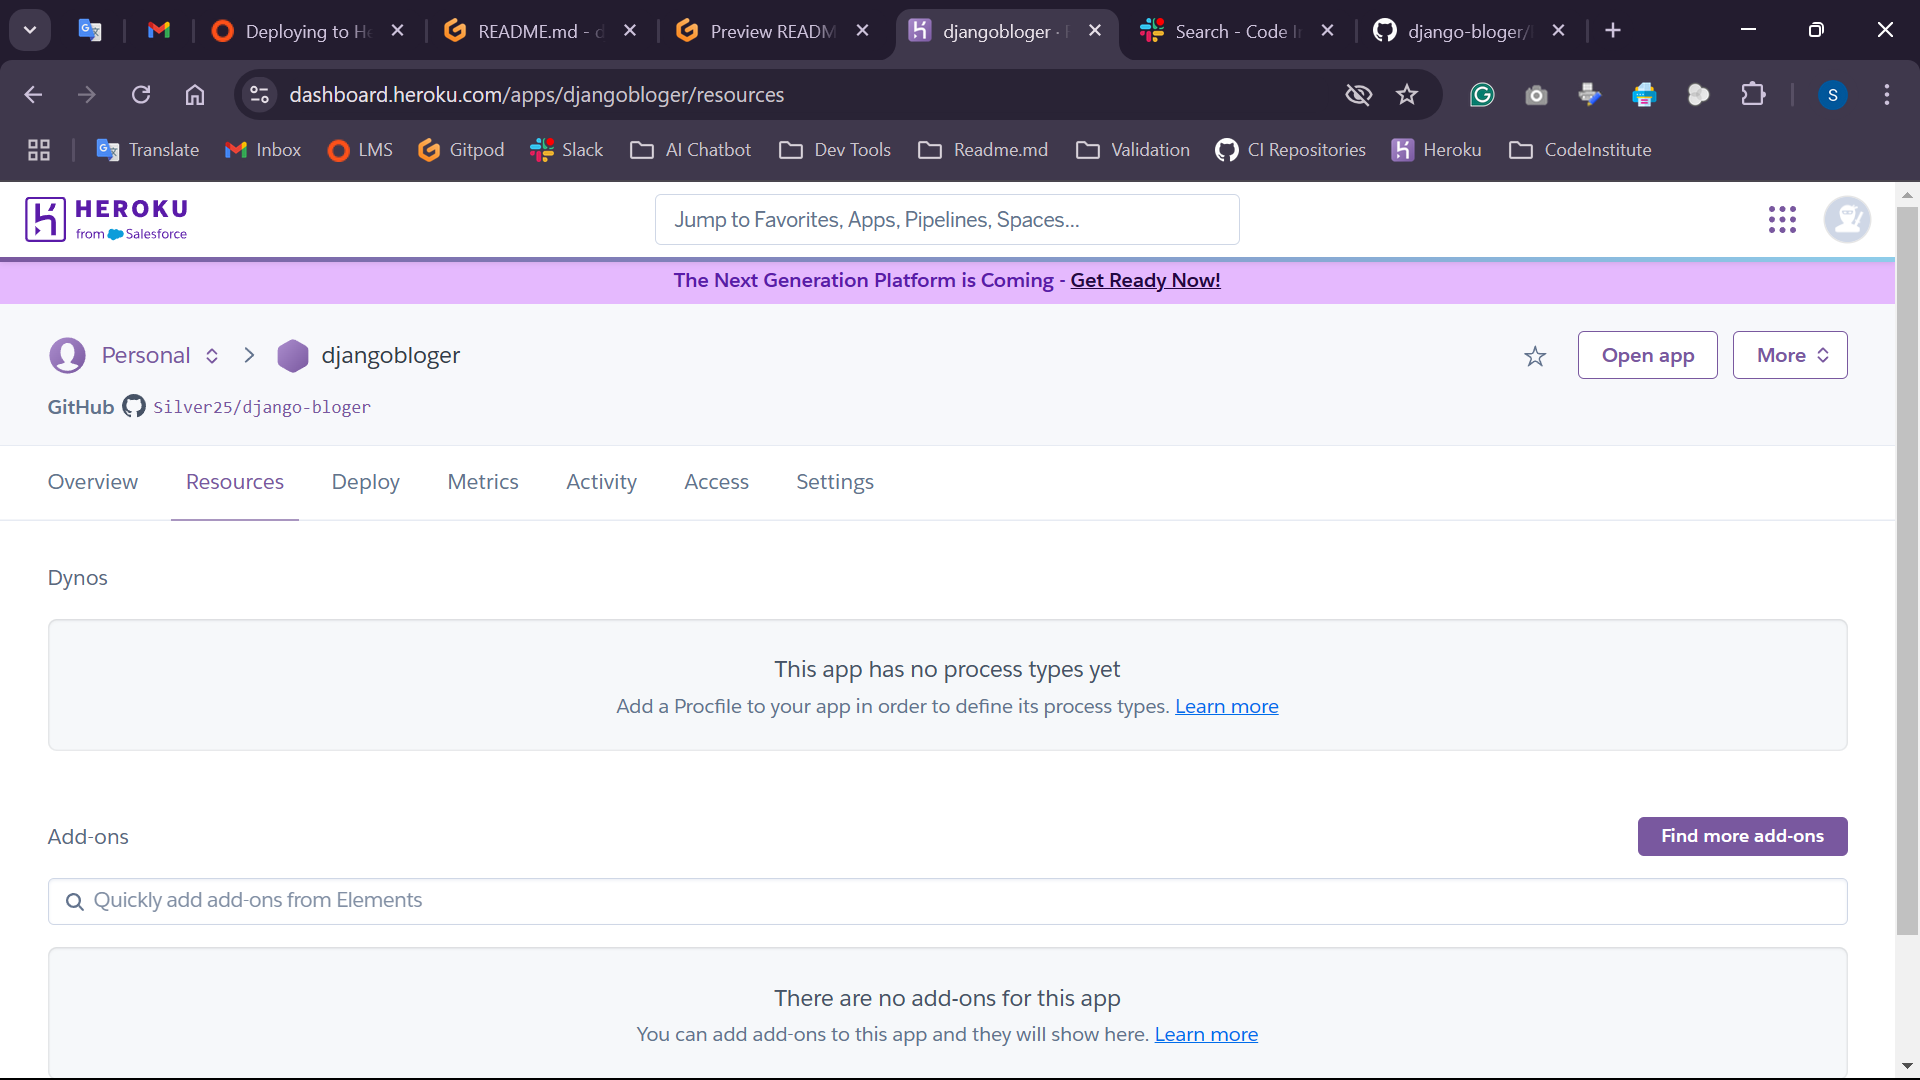 Deploying to He
README.md - d
Preview READM
djangobloger · R
Search - Code I
django-bloger/
dashboard.heroku.com/apps/djangobloger/resources
S
Translate
Inbox
LMS
Gitpod
Slack
AI Chatbot
Dev Tools
Readme.md
Validation
CI Repositories
Heroku
CodeInstitute
HEROKU
from Salesforce
Jump to Favorites, Apps, Pipelines, Spaces...
The Next Generation Platform is Coming - Get Ready Now!
Personal
djangobloger
Open app
More
GitHub Silver25/django-bloger
Overview
Resources
Deploy
Metrics
Activity
Access
Settings
Dynos
This app has no process types yet
Add a Procfile to your app in order to define its process types. Learn more
Add-ons
Find more add-ons
Quickly add add-ons from Elements
There are no add-ons for this app
You can add add-ons to this app and they will show here. Learn more